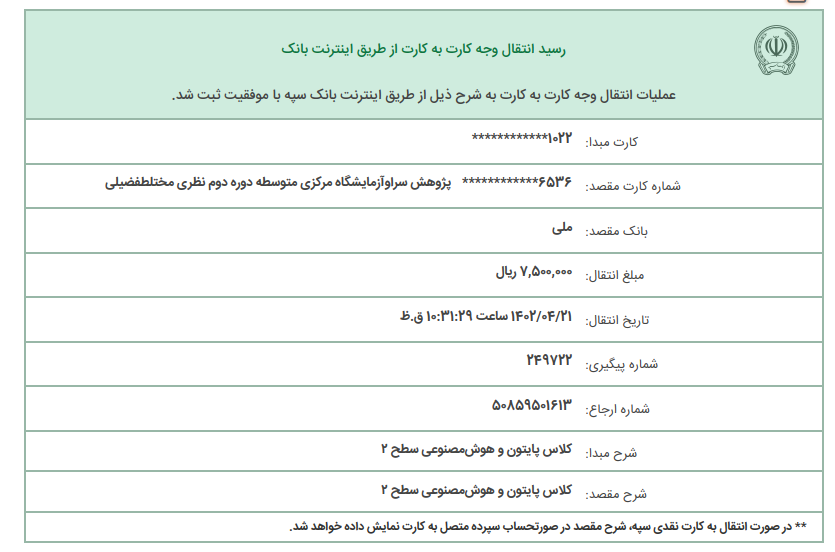 رسید انتقال وجه کارت به کارت از طریق اینترنت بانک
عملیات انتقال وجه کارت به کارت به شرح ذیل از طریق اینترنت بانک سپه با موفقیت ثبت شد.
کارت مبدا: ************۱۰۲۲
شماره کارت مقصد: ************۶۵۳۶ پژوهش سراوآزمایشگاه مرکزی متوسطه دوره دوم نظری مختلطفضیلی
بانک مقصد: ملی
مبلغ انتقال: ۷,۵۰۰,۰۰۰ ریال
تاریخ انتقال: ۱۴۰۲/۰۴/۲۱ ساعت ۱۰:۳۱:۲۹ ق.ظ
شماره پیگیری: ۲۴۹۷۲۲
شماره ارجاع: ۵۰۸۵۹۵۰۱۶۱۳
شرح مبدا: کلاس پایتون و هوش‌مصنوعی سطح ۲
شرح مقصد: کلاس پایتون و هوش‌مصنوعی سطح ۲
** در صورت انتقال به کارت نقدی سپه، شرح مقصد در صورتحساب سپرده متصل به کارت نمایش داده خواهد شد.